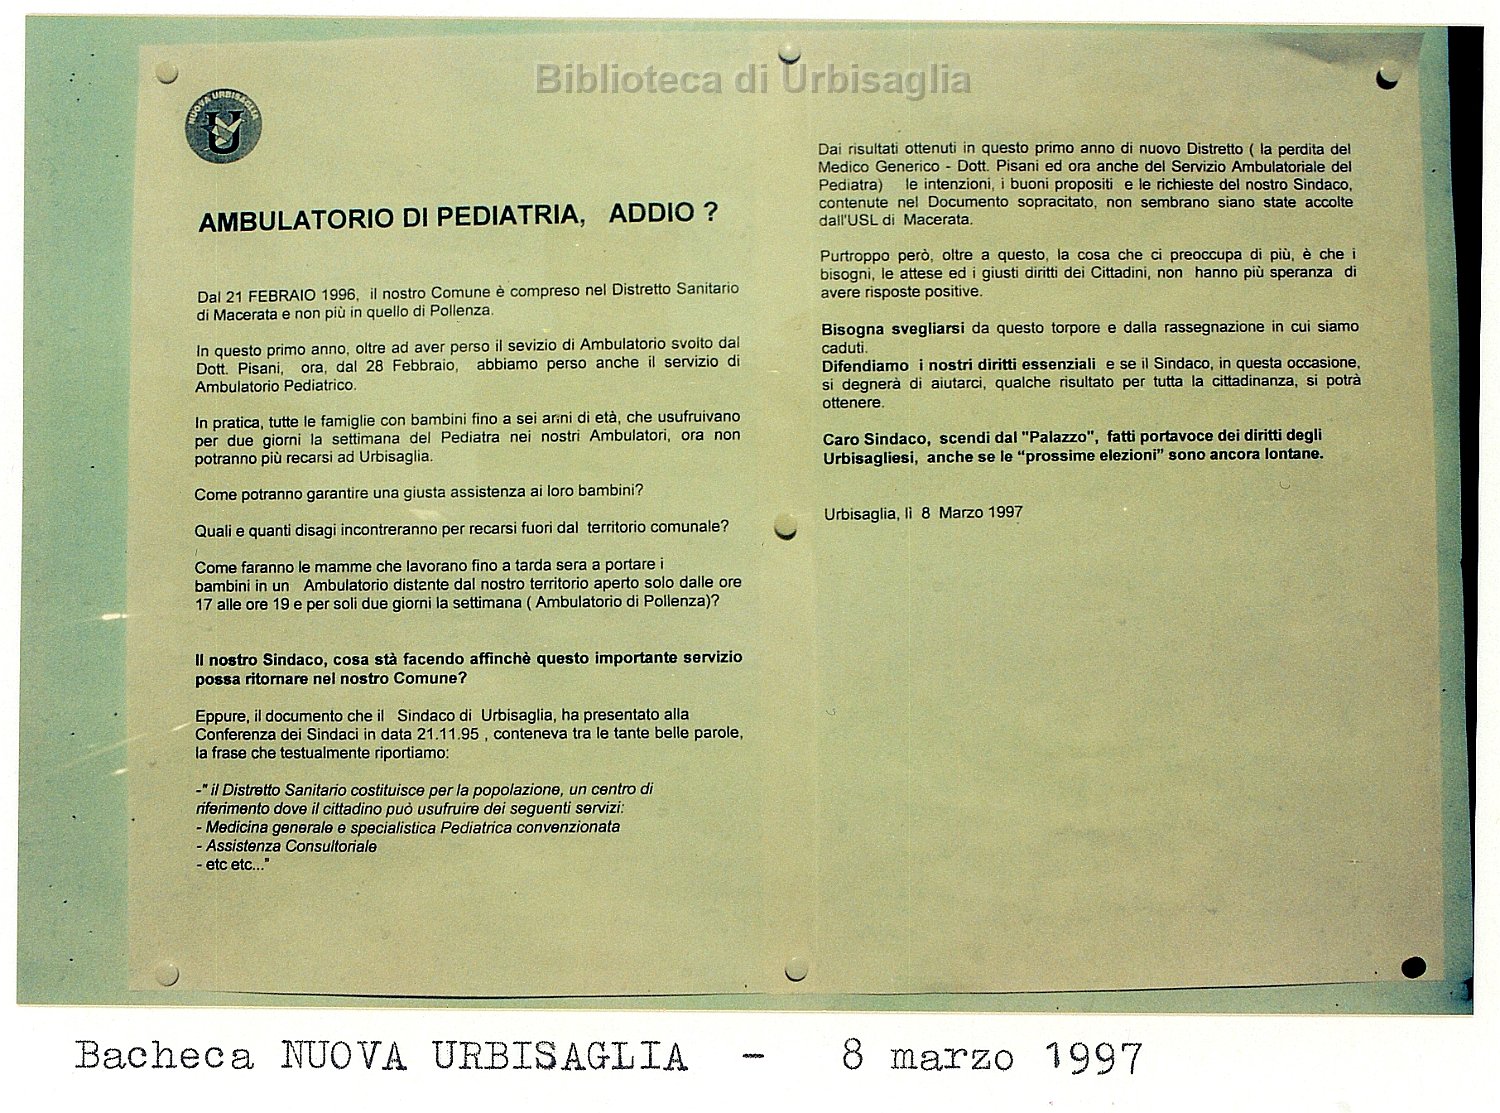 Biblioteca di Urbisaglia
NUOVA URBISAGLIA
U
AMBULATORIO DI PEDIATRIA, ADDIO ?
Dal 21 FEBRAIO 1996, il nostro Comune è compreso nel Distretto Sanitario
di Macerata e non più in quello di Pollenza.
In questo primo anno, oltre ad aver perso il sevizio di Ambulatorio svolto dal
Dott. Pisani, ora, dal 28 Febbraio, abbiamo perso anche il servizio di
Ambulatorio Pediatrico.
In pratica, tutte le famiglie con bambini fino a sei anni di età, che usufruivano
per due giorni la settimana del Pediatra nei nostri Ambulatori, ora non
potranno più recarsi ad Urbisaglia.
Come potranno garantire una giusta assistenza ai loro bambini?
Quali e quanti disagi incontreranno per recarsi fuori dal territorio comunale?
Come faranno le mamme che lavorano fino a tarda sera a portare i
bambini in un Ambulatorio distante dal nostro territorio aperto solo dalle ore
17 alle ore 19 e per soli due giorni la settimana ( Ambulatorio di Pollenza)?
Il nostro Sindaco, cosa stà facendo affinchè questo importante servizio
possa ritornare nel nostro Comune?
Eppure, il documento che il Sindaco di Urbisaglia, ha presentato alla
Conferenza dei Sindaci in data 21.11.95 , conteneva tra le tante belle parole,
la frase che testualmente riportiamo:
-" il Distretto Sanitario costituisce per la popolazione, un centro di
riferimento dove il cittadino può usufruire dei seguenti servizi:
- Medicina generale e specialistica Pediatrica convenzionata
- Assistenza Consultoriale
- etc etc..."
Dai risultati ottenuti in questo primo anno di nuovo Distretto ( la perdita del
Medico Generico - Dott. Pisani ed ora anche del Servizio Ambulatoriale del
Pediatra) le intenzioni, i buoni propositi e le richieste del nostro Sindaco,
contenute nel Documento sopracitato, non sembrano siano state accolte
dall'USL di Macerata.
Purtroppo però, oltre a questo, la cosa che ci preoccupa di più, è che i
bisogni, le attese ed i giusti diritti dei Cittadini, non hanno più speranza di
avere risposte positive.
Bisogna svegliarsi da questo torpore e dalla rassegnazione in cui siamo
caduti.
Difendiamo i nostri diritti essenziali e se il Sindaco, in questa occasione,
si degnerà di aiutarci, qualche risultato per tutta la cittadinanza, si potrà
ottenere.
Caro Sindaco, scendi dal "Palazzo", fatti portavoce dei diritti degli
Urbisagliesi, anche se le "prossime elezioni" sono ancora lontane.
Urbisaglia, lì 8 Marzo 1997
Bacheca NUOVA URBISAGLIA - 8 marzo 1997